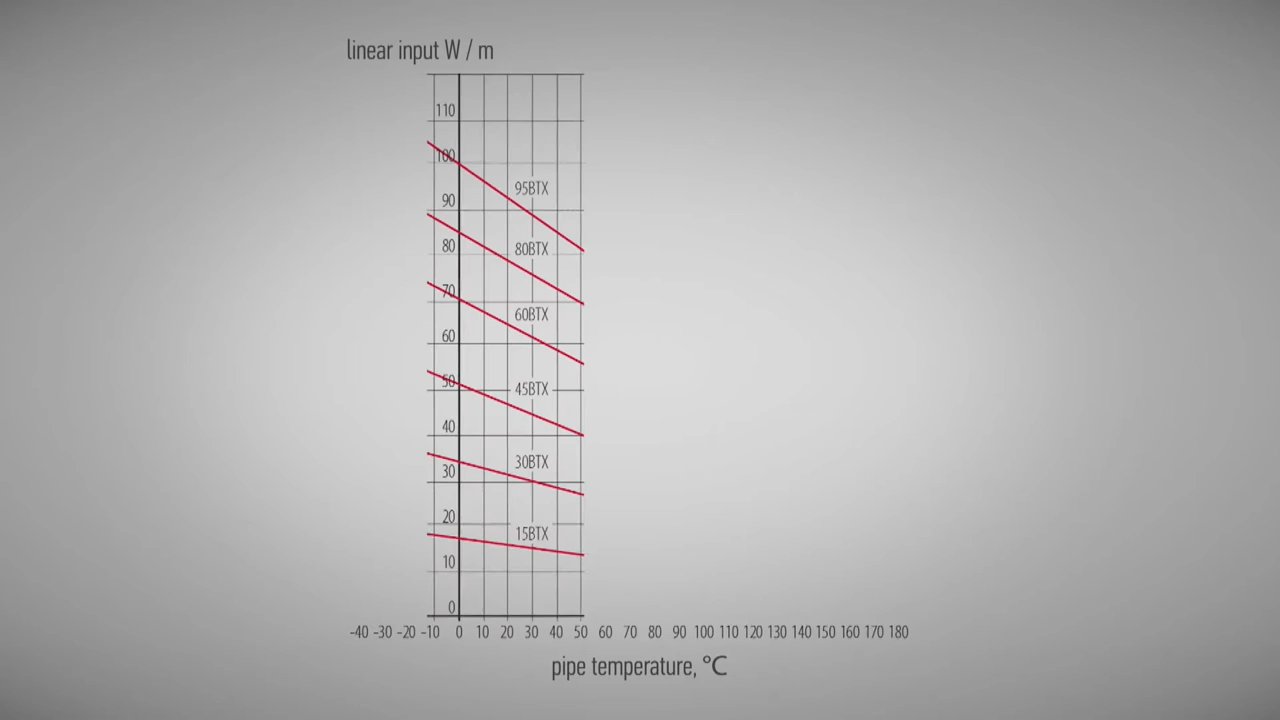 linear input W / m
110
100
95BTX
90
80BTX
80
70
60BTX
60
50
45BTX
40
30BTX
30
20
15BTX
10
0
-40 -30 -20 -10 0 10 20 30 40 50 60 70 80 90 100 110 120 130 140 150 160 170 180
pipe temperature, °C